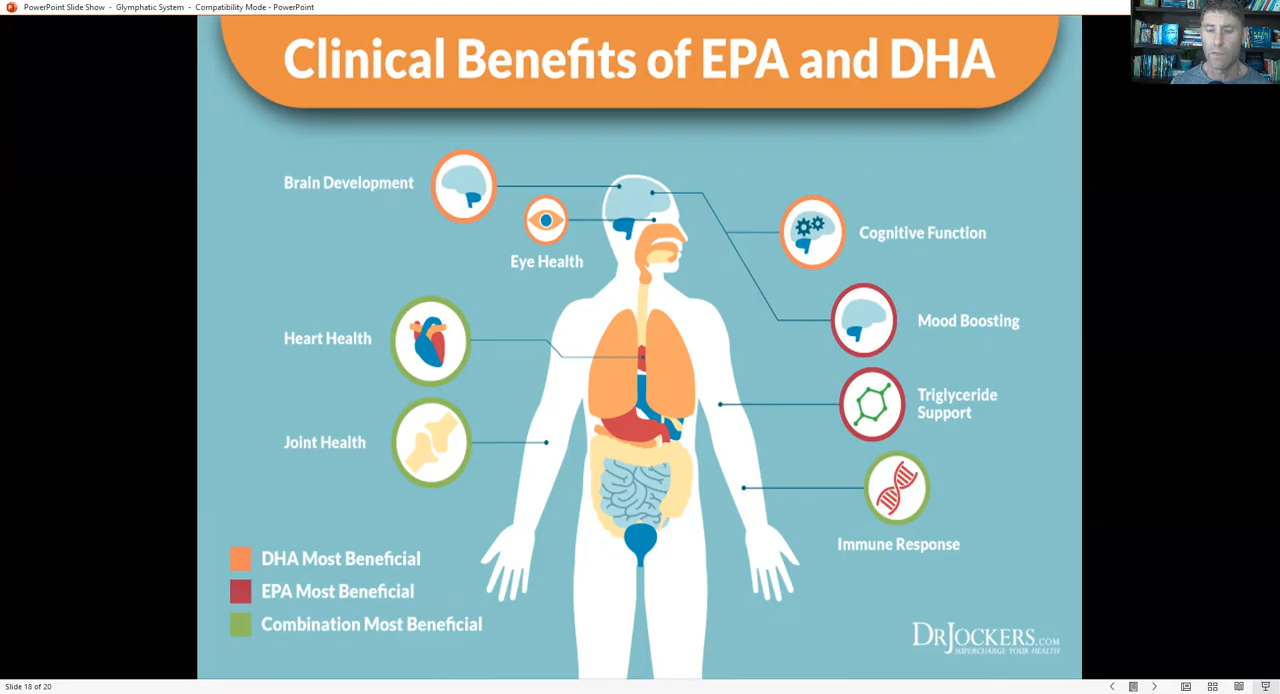 PowerPoint Slide Show - Glymphatic System - Compatibility Mode - PowerPoint
Clinical Benefits of EPA and DHA
Brain Development
Eye Health
Cognitive Function
Mood Boosting
Heart Health
Triglyceride
Support
Joint Health
Immune Response
DHA Most Beneficial
EPA Most Beneficial
Combination Most Beneficial
DRJOCKERS.COM
SUPERCHARGE YOUR HEALTH
Slide 18 of 20